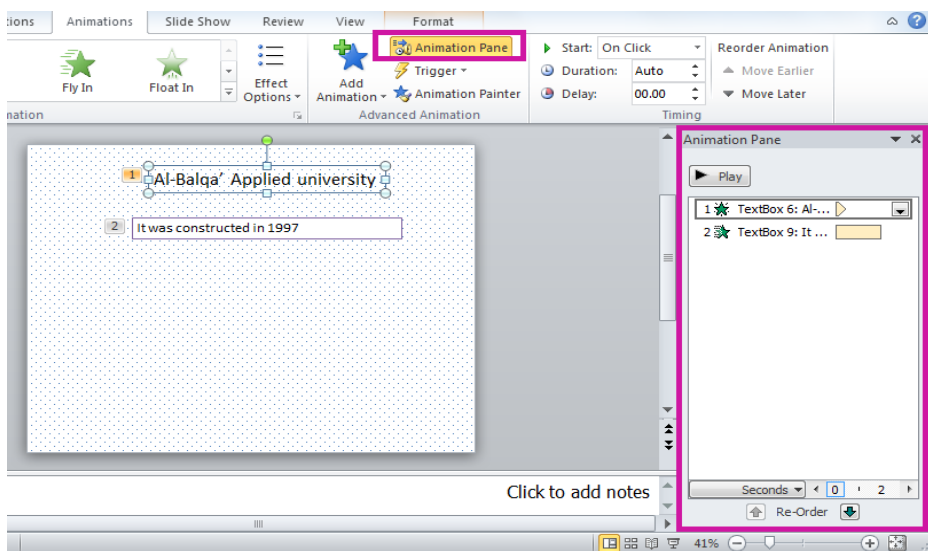 tions Animations Slide Show Review View Format
Animation Pane Start: On Click Reorder Animation
Trigger Duration: Auto Move Earlier
Fly In Float In Effect Options Add Animation Animation Painter Delay: 00.00 Move Later
mation Advanced Animation Timing
Animation Pane
1 Al-Balqa’ Applied university
Play
2 It was constructed in 1997
1 TextBox 6: Al-...
2 TextBox 9: It ...
Click to add notes
Seconds 0 2
Re-Order
41%